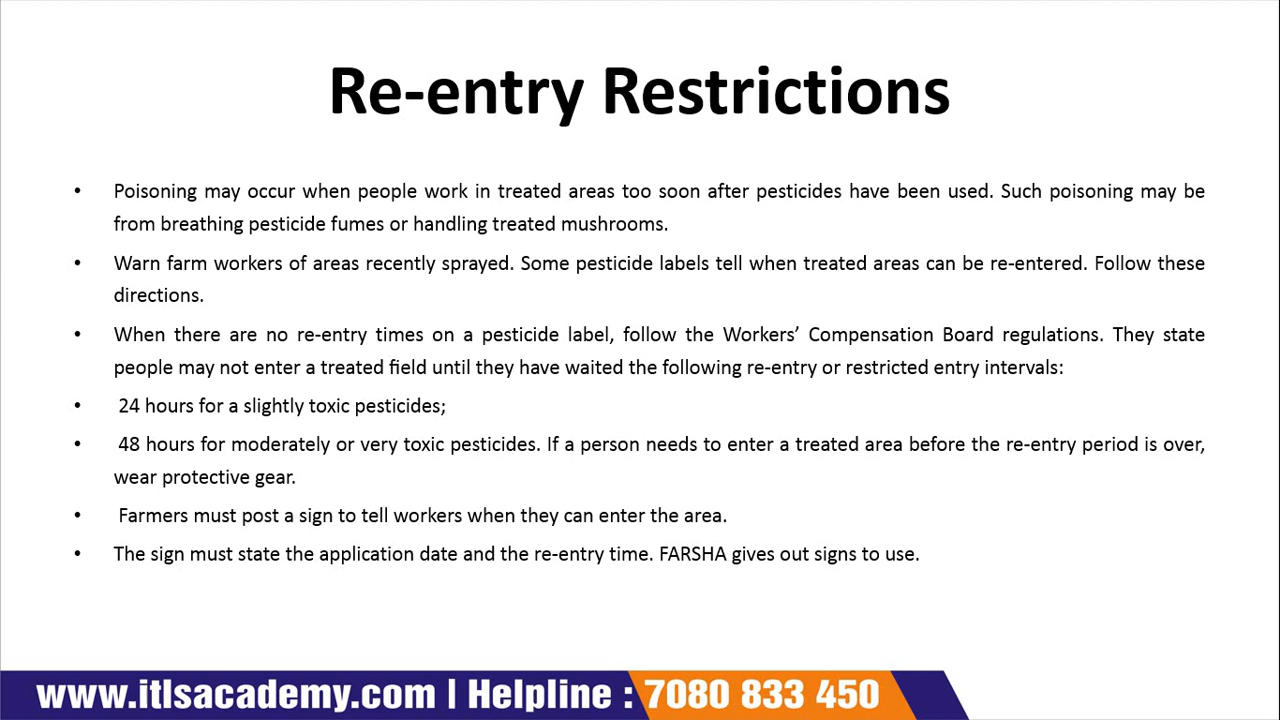 Re-entry Restrictions
• Poisoning may occur when people work in treated areas too soon after pesticides have been used. Such poisoning may be
from breathing pesticide fumes or handling treated mushrooms.
• Warn farm workers of areas recently sprayed. Some pesticide labels tell when treated areas can be re-entered. Follow these
directions.
• When there are no re-entry times on a pesticide label, follow the Workers’ Compensation Board regulations. They state
people may not enter a treated field until they have waited the following re-entry or restricted entry intervals:
• 24 hours for a slightly toxic pesticides;
• 48 hours for moderately or very toxic pesticides. If a person needs to enter a treated area before the re-entry period is over,
wear protective gear.
• Farmers must post a sign to tell workers when they can enter the area.
• The sign must state the application date and the re-entry time. FARSHA gives out signs to use.
www.itlsacademy.com | Helpline : 7080 833 450